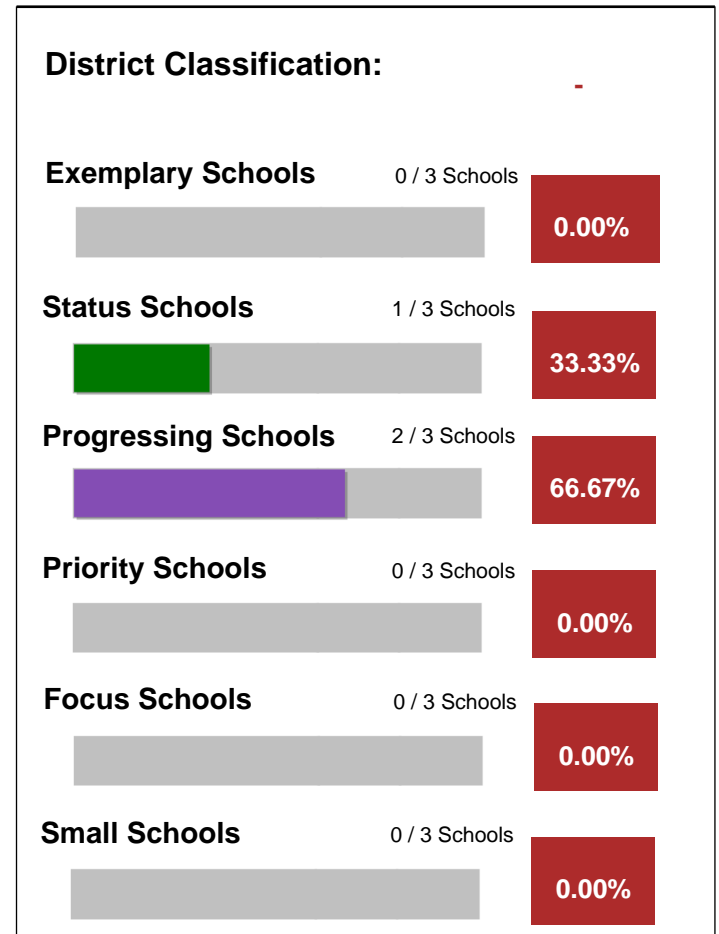 District Classification: -
Exemplary Schools 0 / 3 Schools
0.00%
Status Schools 1 / 3 Schools
33.33%
Progressing Schools 2 / 3 Schools
66.67%
Priority Schools 0 / 3 Schools
0.00%
Focus Schools 0 / 3 Schools
0.00%
Small Schools 0 / 3 Schools
0.00%